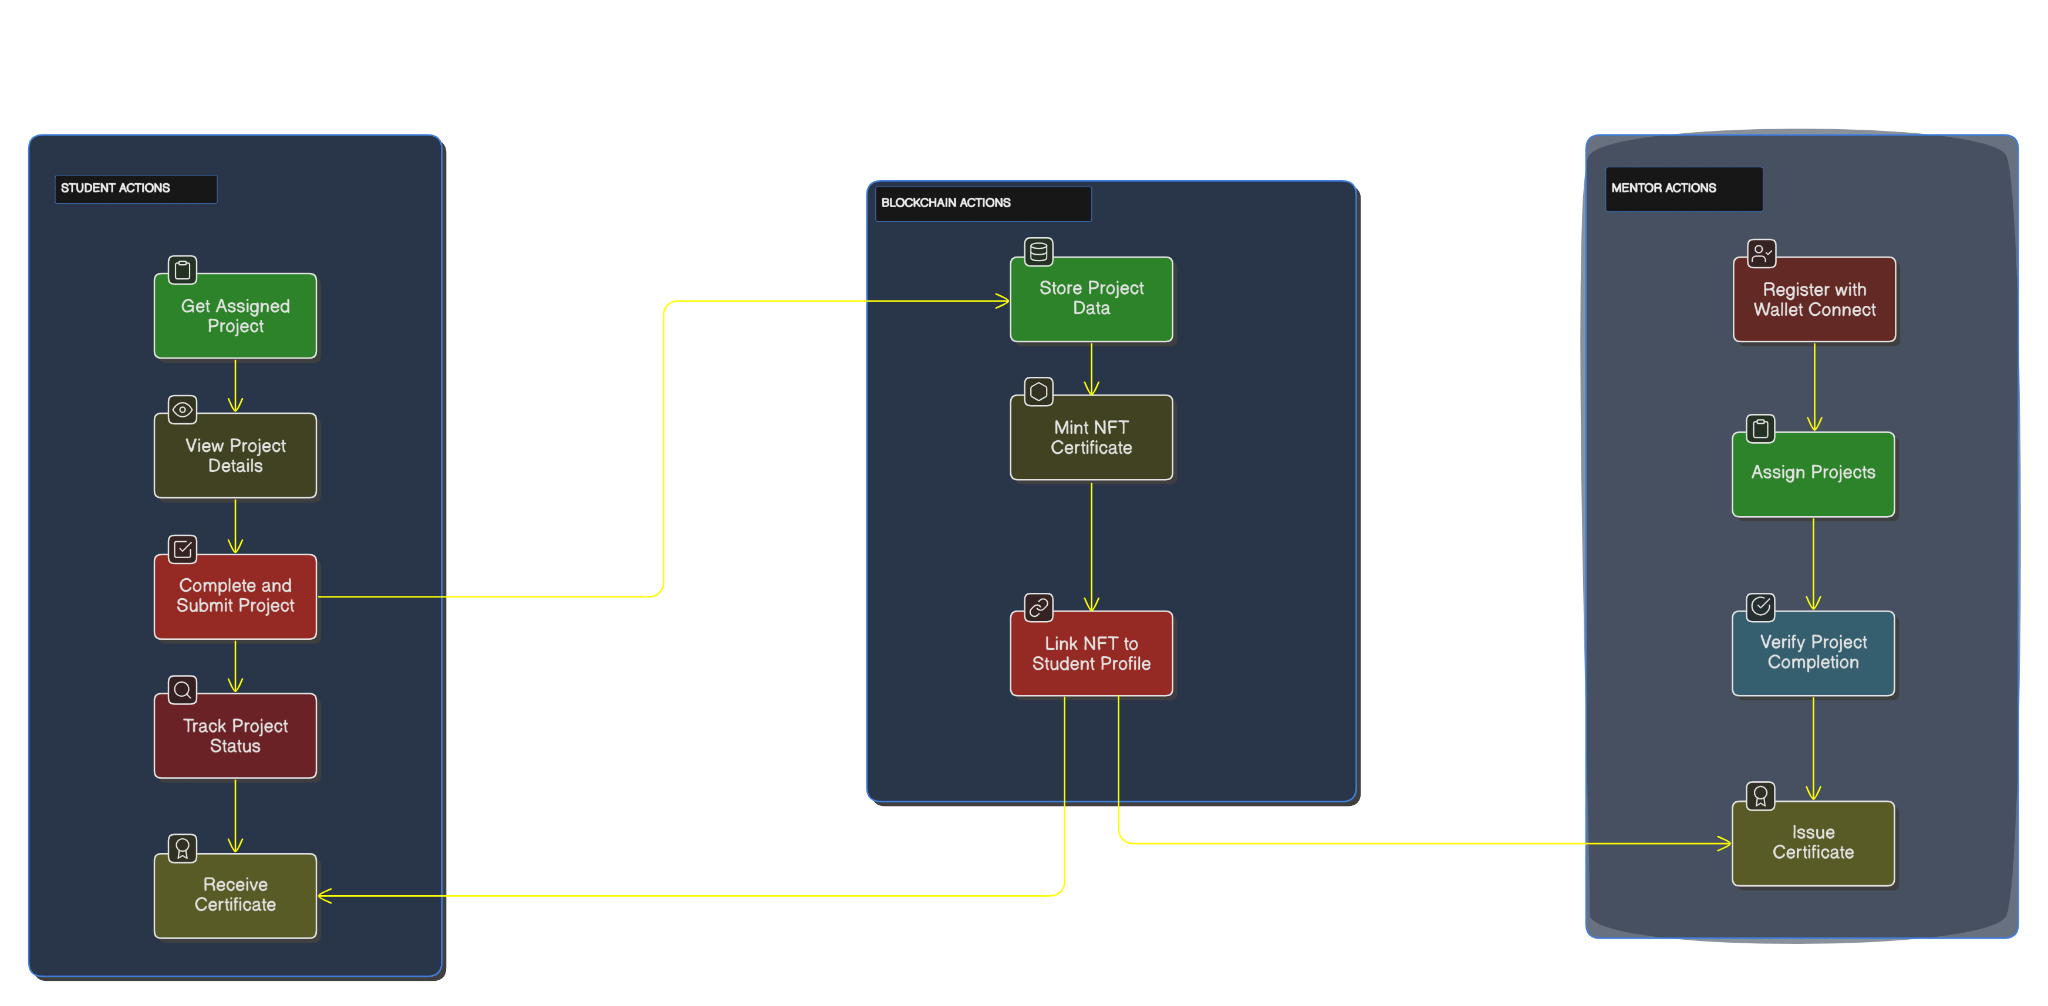 STUDENT ACTIONS
Get Assigned
Project
View Project
Details
Complete and
Submit Project
Track Project
Status
Receive
Certificate
BLOCKCHAIN ACTIONS
Store Project
Data
Mint NFT
Certificate
Link NFT to
Student Profile
MENTOR ACTIONS
Register with
Wallet Connect
Assign Projects
Verify Project
Completion
Issue
Certificate